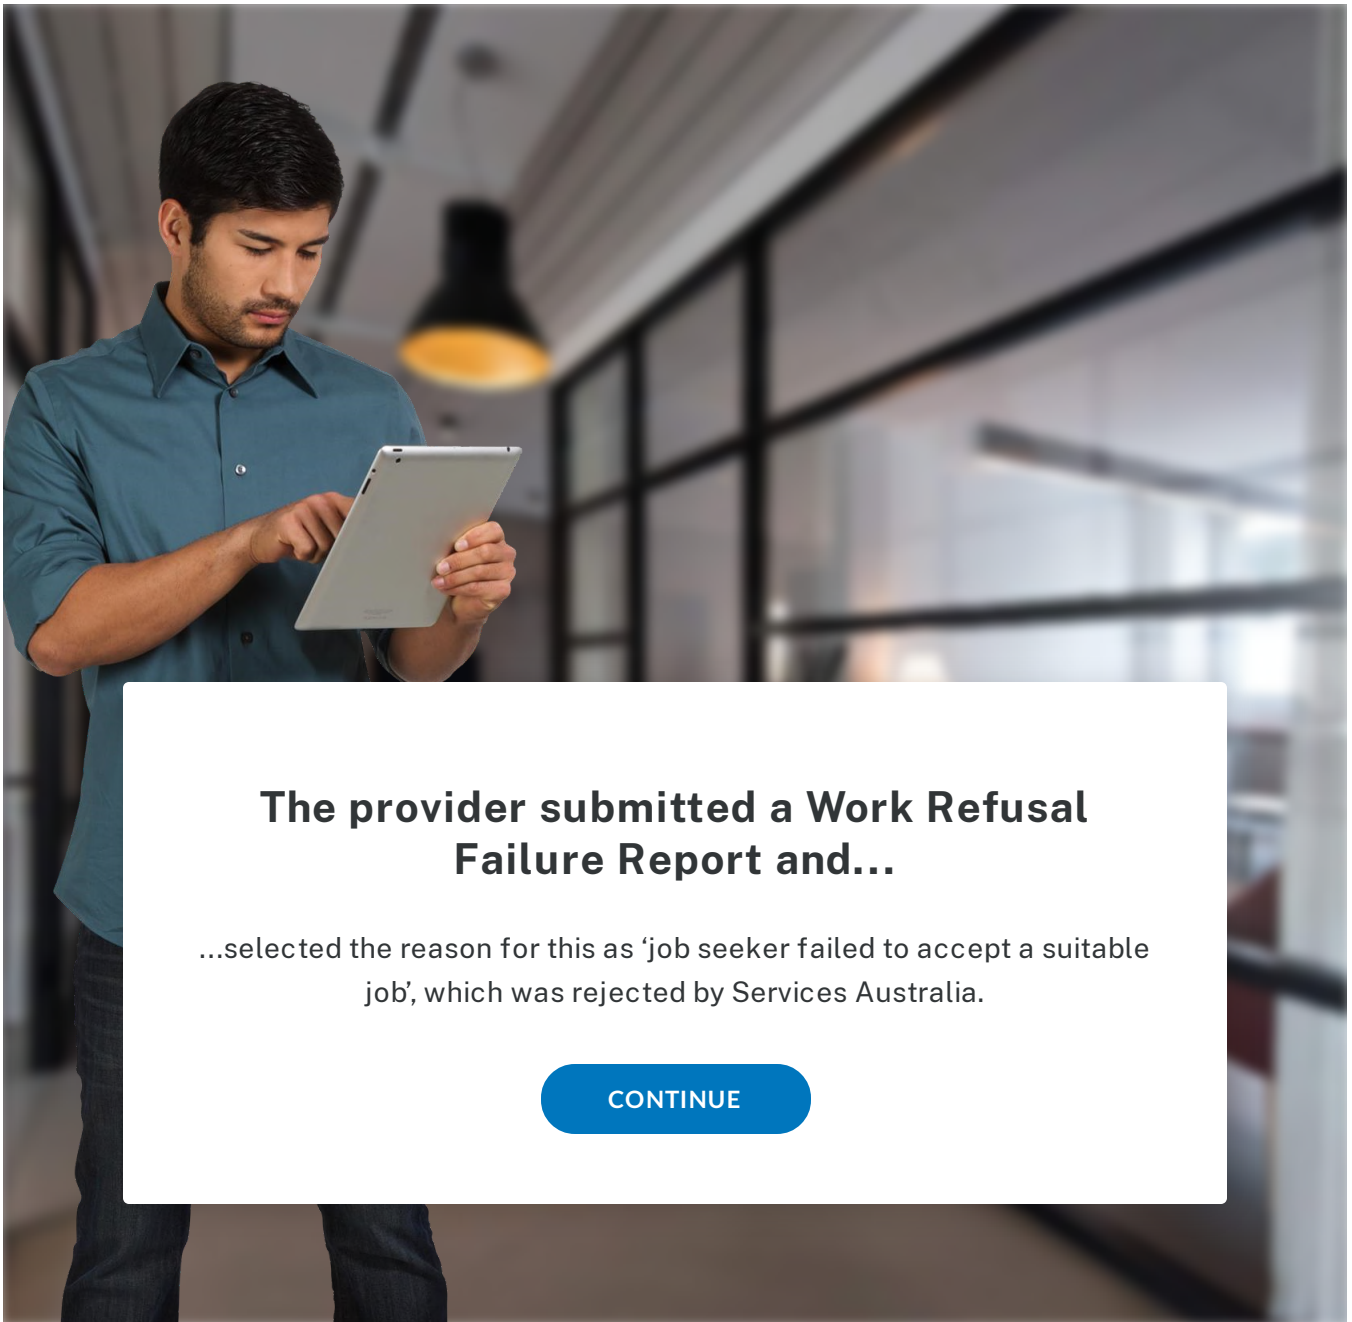 The provider submitted a Work Refusal
Failure Report and...
...selected the reason for this as ‘job seeker failed to accept a suitable
job’, which was rejected by Services Australia.
CONTINUE